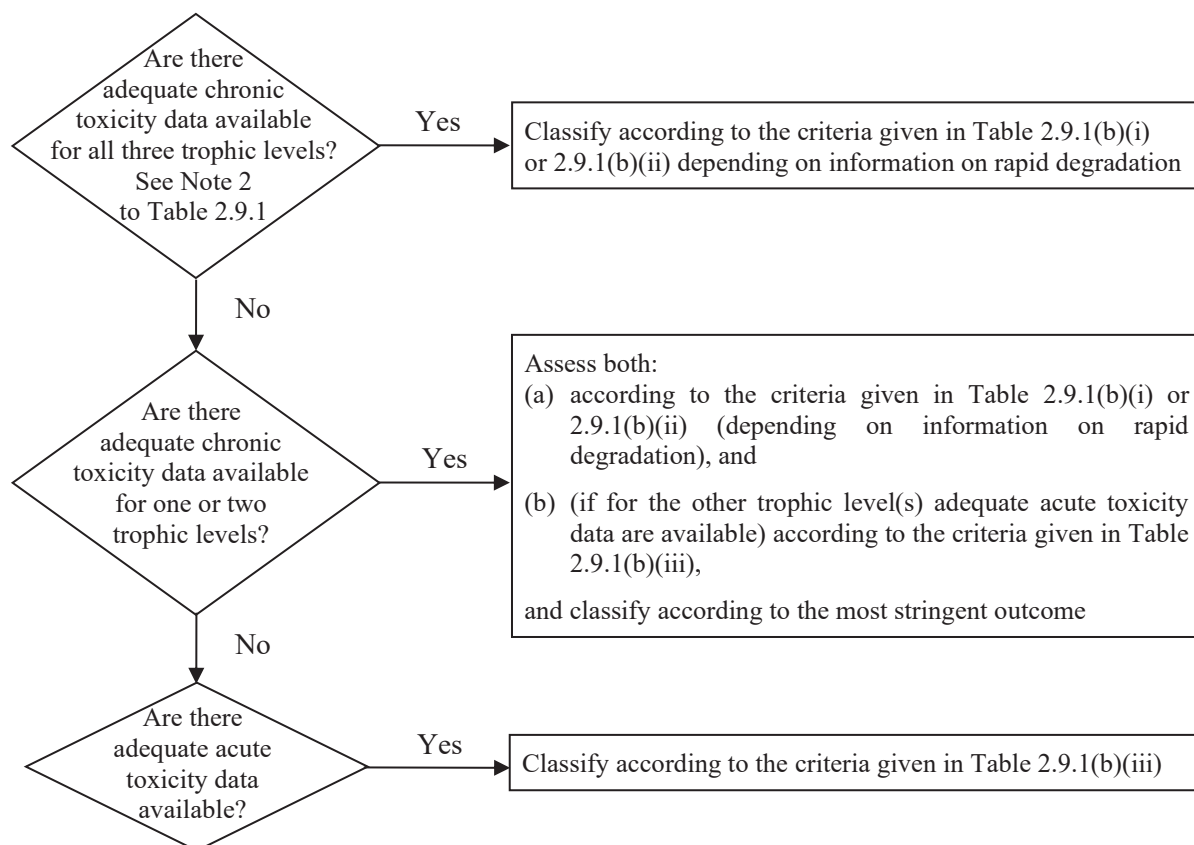 Are there
adequate chronic
toxicity data available
for all three trophic levels?
See Note 2
to Table 2.9.1
Yes
Classify according to the criteria given in Table 2.9.1(b)(i)
or 2.9.1(b)(ii) depending on information on rapid degradation
No
Are there
adequate chronic
toxicity data available
for one or two
trophic levels?
Yes
Assess both:
(a) according to the criteria given in Table 2.9.1(b)(i) or
2.9.1(b)(ii) (depending on information on rapid
degradation), and
(b) (if for the other trophic level(s) adequate acute toxicity
data are available) according to the criteria given in Table
2.9.1(b)(iii),
and classify according to the most stringent outcome
No
Are there
adequate acute
toxicity data
available?
Yes
Classify according to the criteria given in Table 2.9.1(b)(iii)